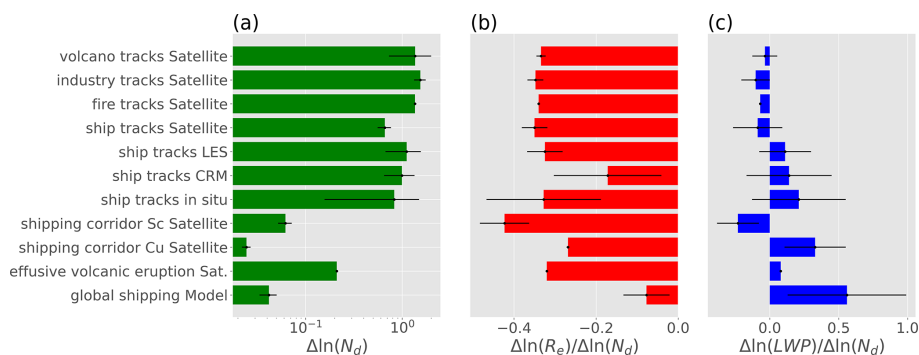 (a) (b) (c)
volcano tracks Satellite
industry tracks Satellite
fire tracks Satellite
ship tracks Satellite
ship tracks LES
ship tracks CRM
ship tracks in situ
shipping corridor Sc Satellite
shipping corridor Cu Satellite
effusive volcanic eruption Sat.
global shipping Model
10⁻¹ 10⁰ −0.4 −0.2 0.0 0.0 0.5 1.0
Δln(N_d) Δln(R_e)/Δln(N_d) Δln(LWP)/Δln(N_d)